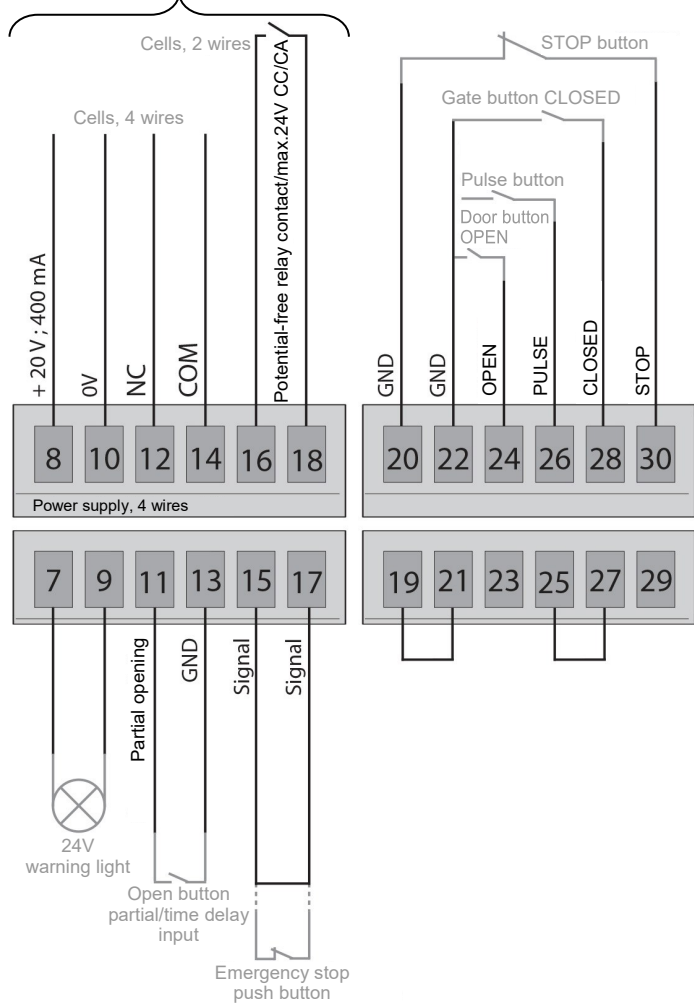 Cells, 2 wires
Cells, 4 wires
+ 20 V ; 400 mA
0V
NC
COM
Potential-free relay contact/max.24V CC/CA
8 10 12 14 16 18
Power supply, 4 wires
STOP button
Gate button CLOSED
Pulse button
Door button
OPEN
GND
GND
OPEN
PULSE
CLOSED
STOP
20 22 24 26 28 30
7 9 11 13 15 17
Partial opening
GND
Signal
Signal
24V
warning light
Open button
partial/time delay
input
Emergency stop
push button
19 21 23 25 27 29